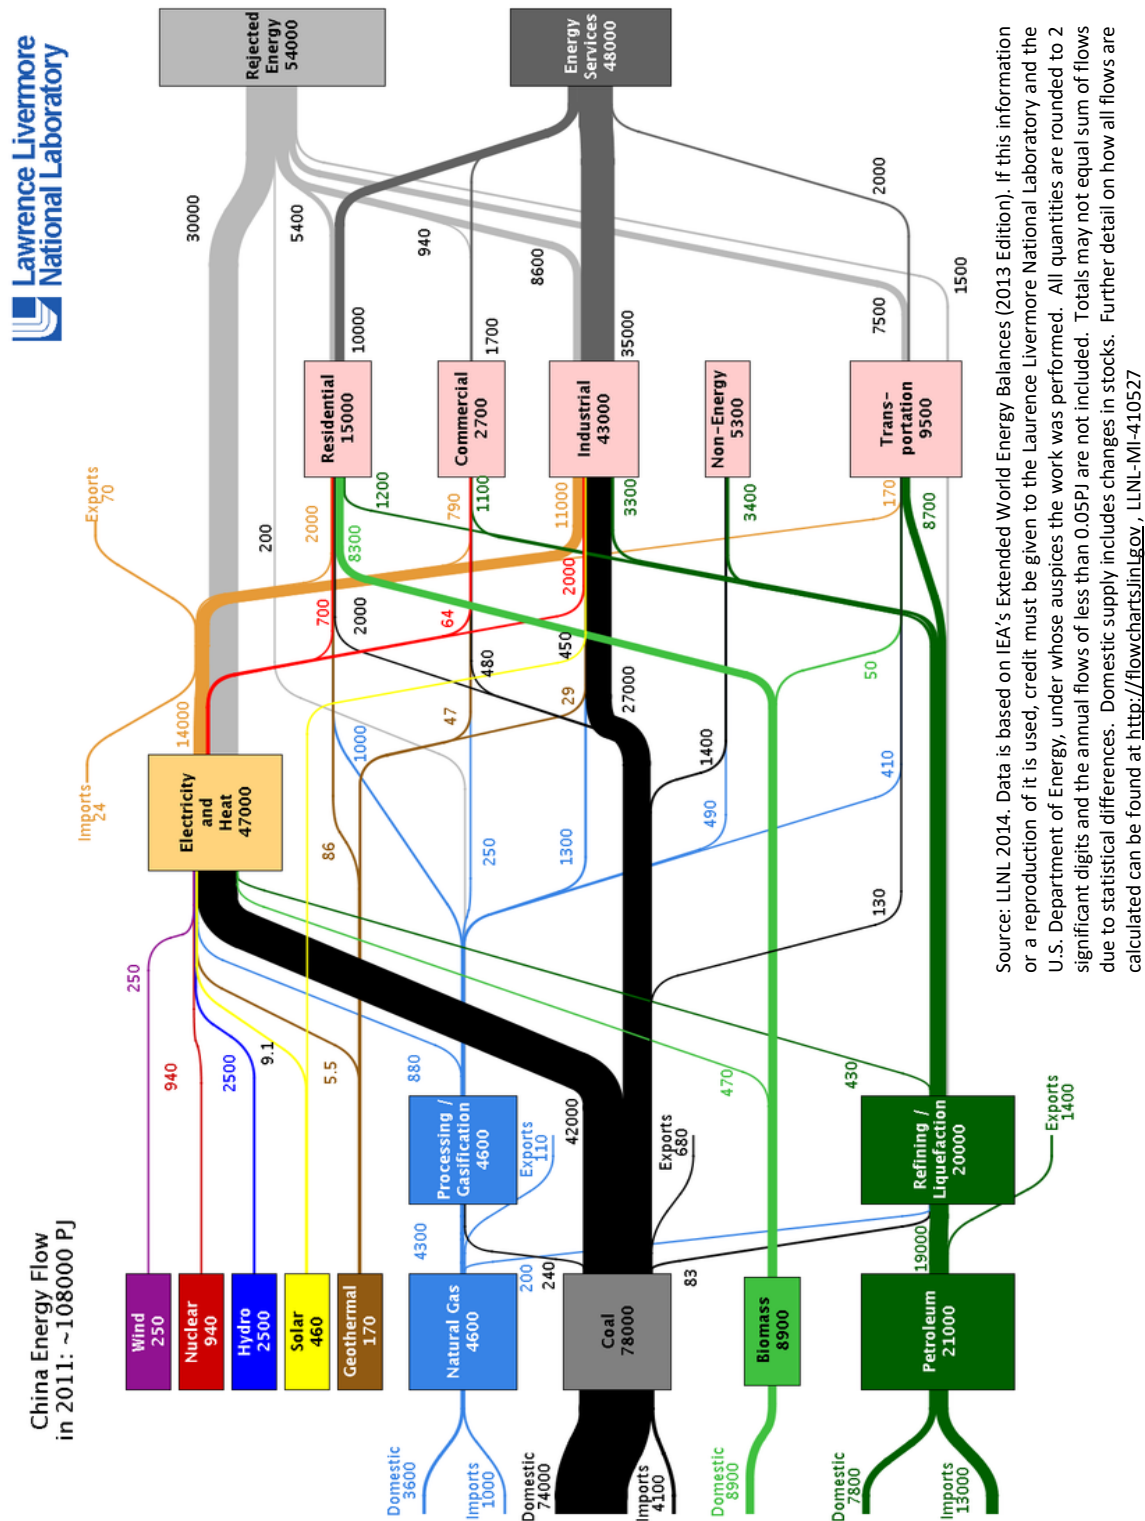 China Energy Flow
in 2011: ~108000 PJ
Lawrence Livermore
National Laboratory
Domestic
3600
Imports
1000
Domestic
74000
Imports
4100
Domestic
8900
Domestic
7800
Imports
13000
Wind
250
Nuclear
940
Hydro
2500
Solar
460
Geothermal
170
Natural Gas
4600
Coal
78000
Biomass
8900
Petroleum
21000
4300
200
240
83
19000
Exports
110
Exports
680
Exports
1400
Processing /
Gasification
4600
Refining /
Liquefaction
20000
250
940
2500
9.1
5.5
880
42000
470
430
Electricity
and
Heat
47000
Imports
24
Exports
70
14000
86
1000
250
1300
490
410
130
1400
27000
47
29
480
450
50
700
2000
64
2000
200
2000
8300
1200
790
1100
11000
3300
3400
170
8700
Residential
15000
Commercial
2700
Industrial
43000
Non-Energy
5300
Trans-
portation
9500
10000
1700
35000
7500
1500
30000
5400
940
8600
2000
Rejected
Energy
54000
Energy
Services
48000
Source: LLNL 2014. Data is based on IEA's Extended World Energy Balances (2013 Edition). If this information
or a reproduction of it is used, credit must be given to the Laurence Livermore National Laboratory and the
U.S. Department of Energy, under whose auspices the work was performed. All quantities are rounded to 2
significant digits and the annual flows of less than 0.05PJ are not included. Totals may not equal sum of flows
due to statistical differences. Domestic supply includes changes in stocks. Further detail on how all flows are
calculated can be found at http://flowcharts.llnl.gov, LLNL-MI-410527